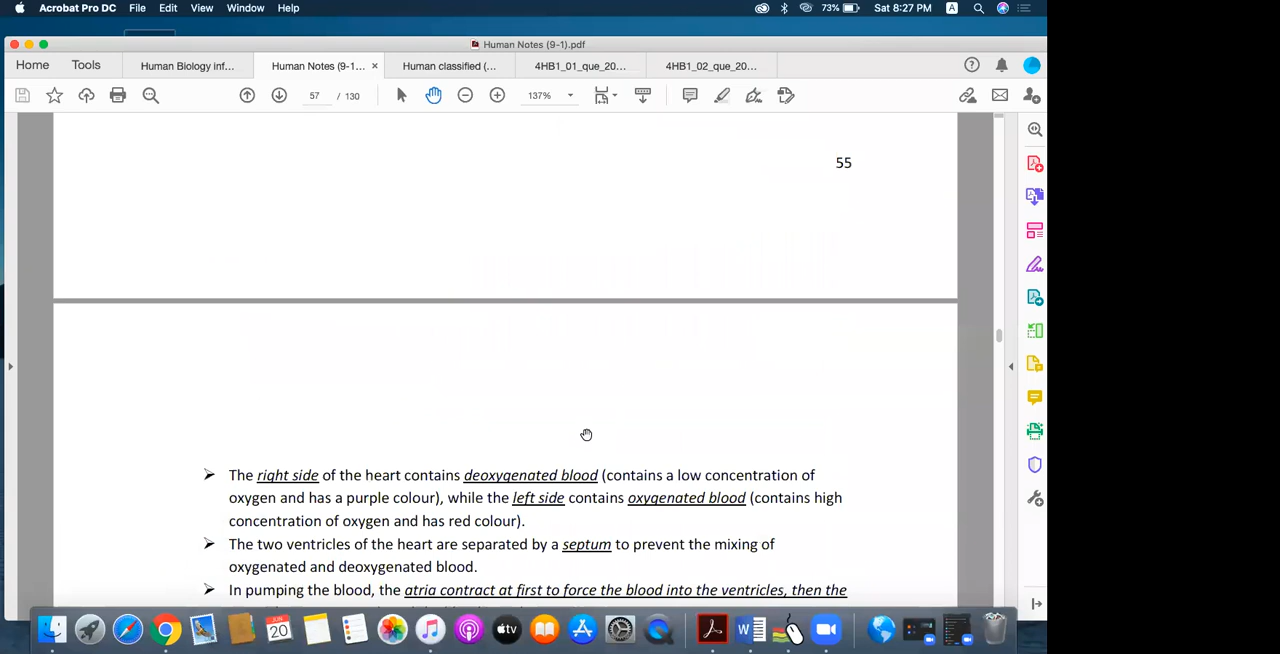 Acrobat Pro DC File Edit View Window Help 73% Sat 8:27 PM A
Human Notes (9-1).pdf
Home Tools Human Biology inf... Human Notes (9-1... × Human classified (... 4HB1_01_que_20... 4HB1_02_que_20...
57 / 130 137%
55
➢ The right side of the heart contains deoxygenated blood (contains a low concentration of
oxygen and has a purple colour), while the left side contains oxygenated blood (contains high
concentration of oxygen and has red colour).
➢ The two ventricles of the heart are separated by a septum to prevent the mixing of
oxygenated and deoxygenated blood.
➢ In pumping the blood, the atria contract at first to force the blood into the ventricles, then the
JUN
20
tv
W